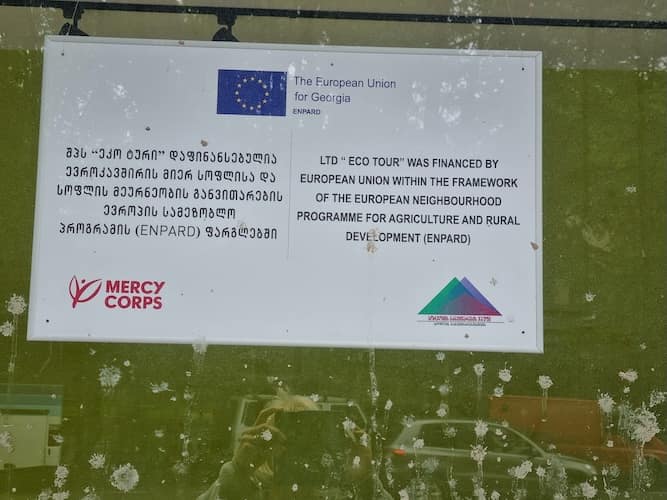 The European Union
for Georgia
ENPARD
შპს “ეკო ტური” დაფინანსებულია
ევროკავშირის მიერ სოფლისა და
სოფლის მეურნეობის განვითარების
ევროპის სამეზობლო
პროგრამის (ENPARD) ფარგლებში
LTD “ ECO TOUR” WAS FINANCED BY
EUROPEAN UNION WITHIN THE FRAMEWORK
OF THE EUROPEAN NEIGHBOURHOOD
PROGRAMME FOR AGRICULTURE AND RURAL
DEVELOPMENT (ENPARD)
MERCY
CORPS